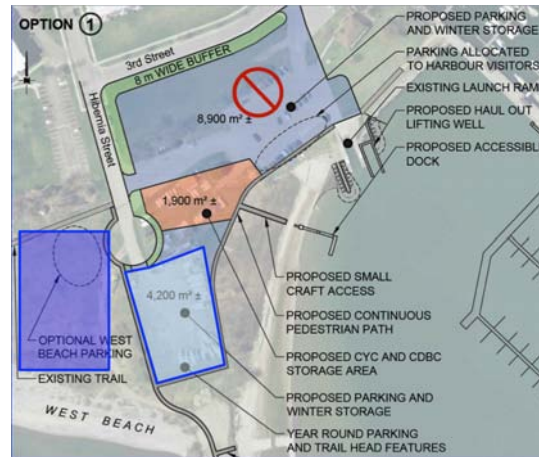 OPTION 1
PROPOSED PARKING
AND WINTER STORAGE
PARKING ALLOCATED
TO HARBOUR VISITORS
EXISTING LAUNCH RAM
PROPOSED HAUL OUT
LIFTING WELL
PROPOSED ACCESSIBL
DOCK
3rd Street
8 m WIDE BUFFER
Hibernia Street
8,900 m² ±
1,900 m² ±
4,200 m² ±
PROPOSED SMALL
CRAFT ACCESS
PROPOSED CONTINUOUS
PEDESTRIAN PATH
PROPOSED CYC AND CDBC
STORAGE AREA
PROPOSED PARKING AND
WINTER STORAGE
YEAR ROUND PARKING
AND TRAIL HEAD FEATURES
OPTIONAL WEST
BEACH PARKING
EXISTING TRAIL
WEST BEACH